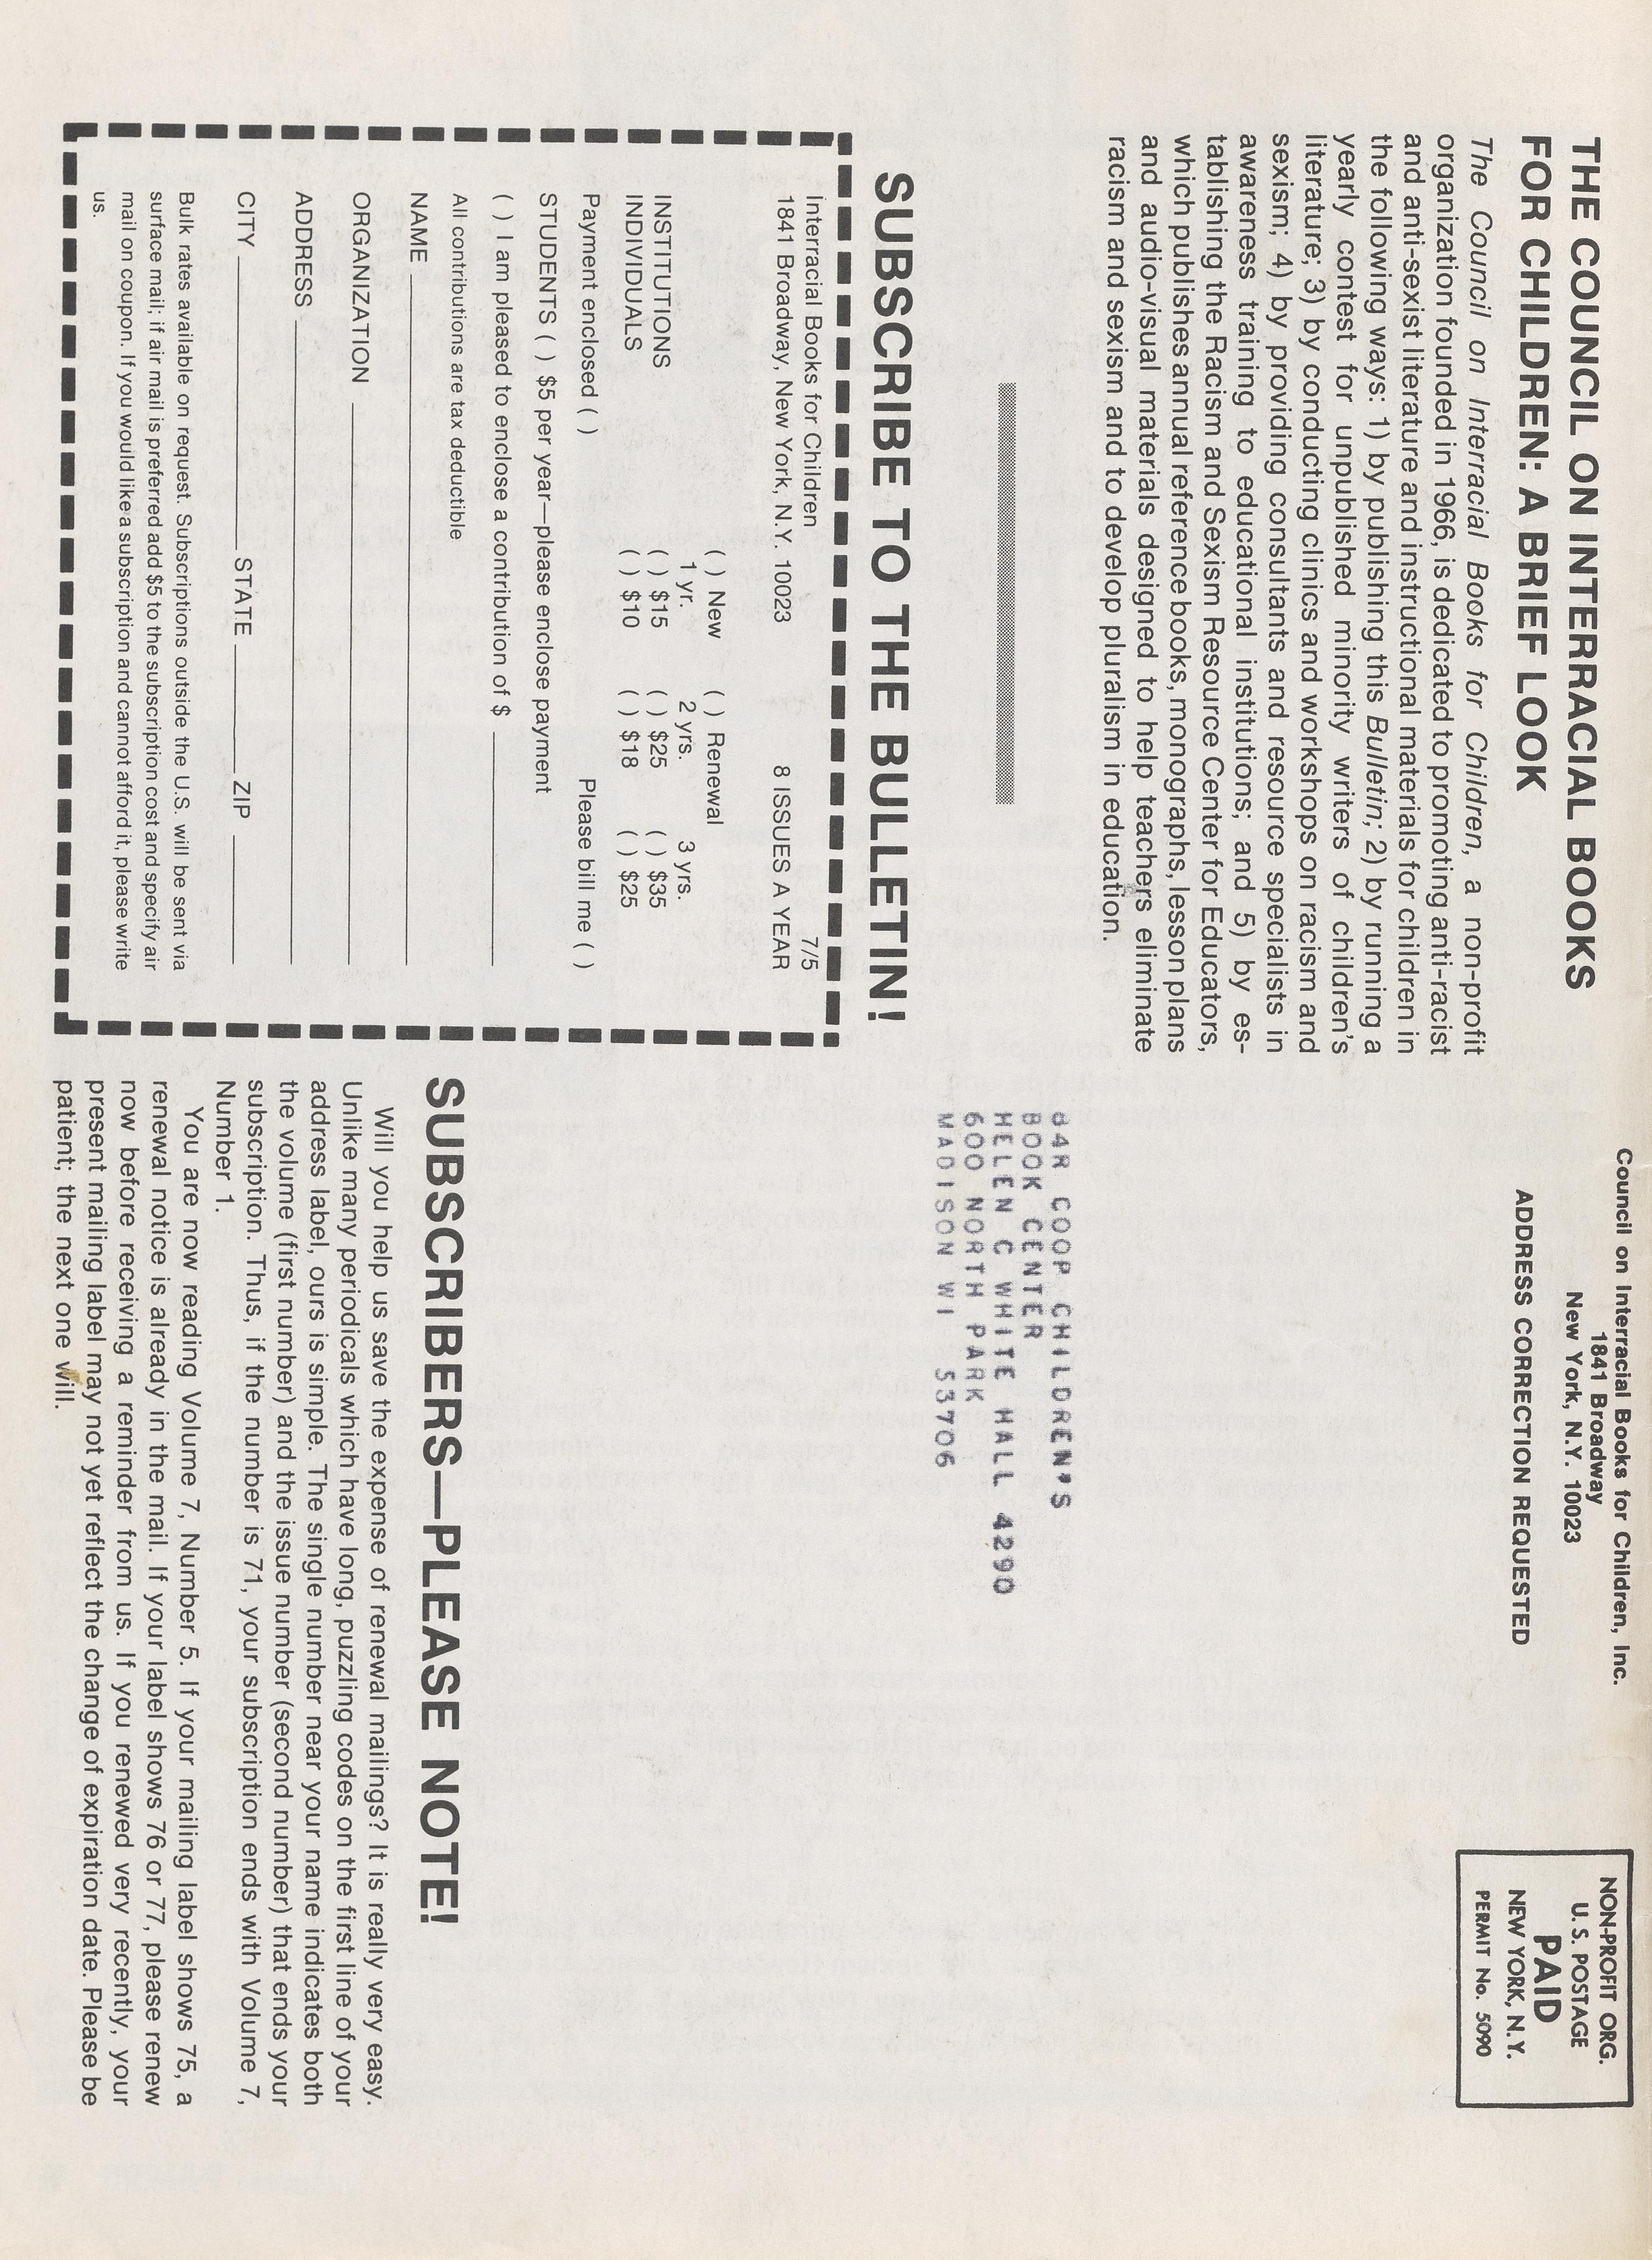 THE COUNCIL ON INTERRACIAL BOOKS
FOR CHILDREN: A BRIEF LOOK
The Council on Interracial Books for Children, a non-profit
organization founded in 1966, is dedicated to promoting anti-racist
and anti-sexist literature and instructional materials for children in
the following ways: 1) by publishing this Bulletin; 2) by running a
yearly contest for unpublished minority writers of children's
literature; 3) by conducting clinics and workshops on racism and
sexism; 4) by providing consultants and resource specialists in
awareness training to educational institutions; and 5) by es-
tablishing the Racism and Sexism Resource Center for Educators,
which publishes annual reference books, monographs, lesson plans
and audio-visual materials designed to help teachers eliminate
racism and sexism and to develop pluralism in education.
SUBSCRIBE TO THE BULLETIN!
7/5
Interracial Books for Children
1841 Broadway, New York, N.Y. 10023 8 ISSUES A YEAR
( ) New ( ) Renewal
1 yr. 2 yrs. 3 yrs.
INSTITUTIONS ( ) $15 ( ) $25 ( ) $35
INDIVIDUALS ( ) $10 ( ) $18 ( ) $25
Payment enclosed ( ) Please bill me ( )
STUDENTS ( ) $5 per year—please enclose payment
( ) I am pleased to enclose a contribution of $
All contributions are tax deductible
NAME
ORGANIZATION
ADDRESS
CITY STATE ZIP
Bulk rates available on request. Subscriptions outside the U.S. will be sent via
surface mail; if air mail is preferred add $5 to the subscription cost and specify air
mail on coupon. If you would like a subscription and cannot afford it, please write
us.
Council on Interracial Books for Children, Inc.
1841 Broadway
New York, N.Y. 10023
ADDRESS CORRECTION REQUESTED
NON-PROFIT ORG.
U. S. POSTAGE
PAID
NEW YORK, N.Y.
PERMIT No. 5090
84R COOP CHILDREN'S
BOOK CENTER
HELEN C WHITE HALL 4290
600 NORTH PARK
MADISON WI 53706
SUBSCRIBERS—PLEASE NOTE!
Will you help us save the expense of renewal mailings? It is really very easy.
Unlike many periodicals which have long, puzzling codes on the first line of your
address label, ours is simple. The single number near your name indicates both
the volume (first number) and the issue number (second number) that ends your
subscription. Thus, if the number is 71, your subscription ends with Volume 7,
Number 1.
You are now reading Volume 7, Number 5. If your mailing label shows 75, a
renewal notice is already in the mail. If your label shows 76 or 77, please renew
now before receiving a reminder from us. If you renewed very recently, your
present mailing label may not yet reflect the change of expiration date. Please be
patient; the next one will.